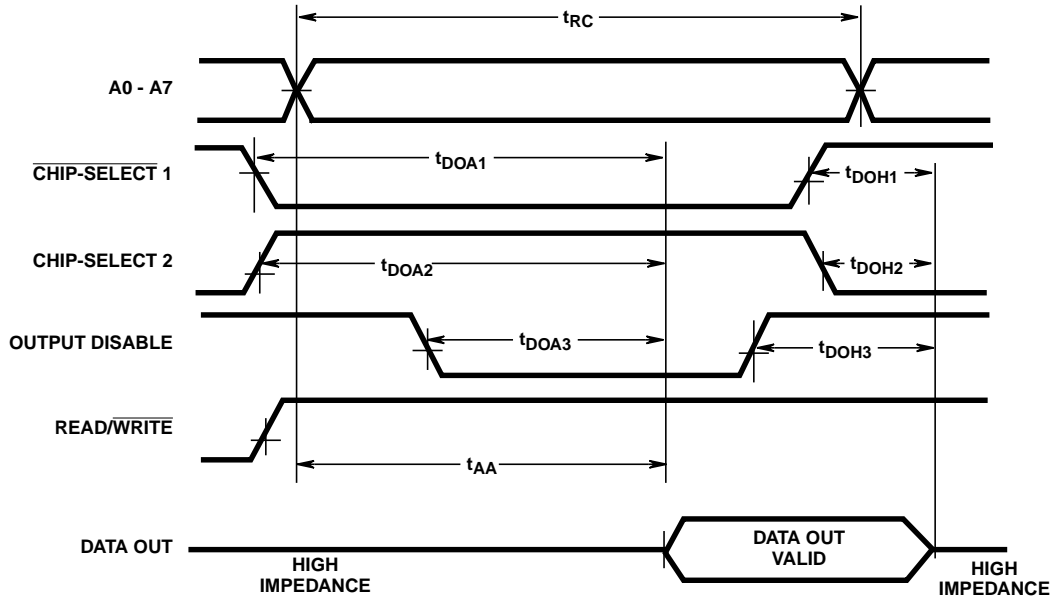 tRC
A0 - A7
CHIP-SELECT 1
tDOA1
tDOH1
CHIP-SELECT 2
tDOA2
tDOH2
OUTPUT DISABLE
tDOA3
tDOH3
READ/WRITE
tAA
DATA OUT
HIGH
IMPEDANCE
DATA OUT
VALID
HIGH
IMPEDANCE